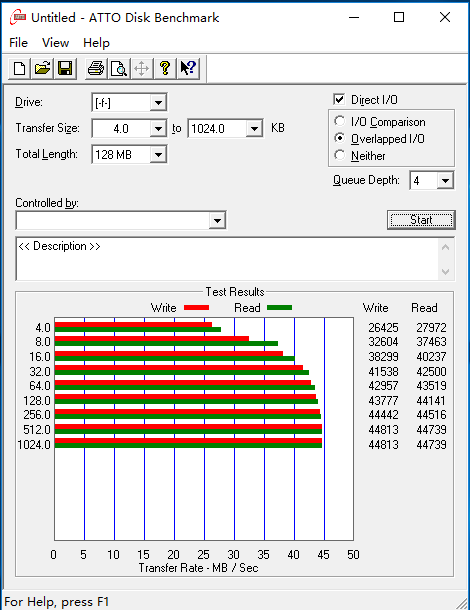 Untitled - ATTO Disk Benchmark
File View Help
Drive: [-f-]
Direct I/O
Transfer Size: 4.0 to 1024.0 KB
I/O Comparison
Overlapped I/O
Total Length: 128 MB
Neither
Queue Depth: 4
Controlled by:
Start
<< Description >>
Test Results
Write Read Write Read
4.0 26425 27972
8.0 32604 37463
16.0 38299 40237
32.0 41538 42500
64.0 42957 43519
128.0 43777 44141
256.0 44442 44516
512.0 44813 44739
1024.0 44813 44739
0 5 10 15 20 25 30 35 40 45 50
Transfer Rate - MB / Sec
For Help, press F1